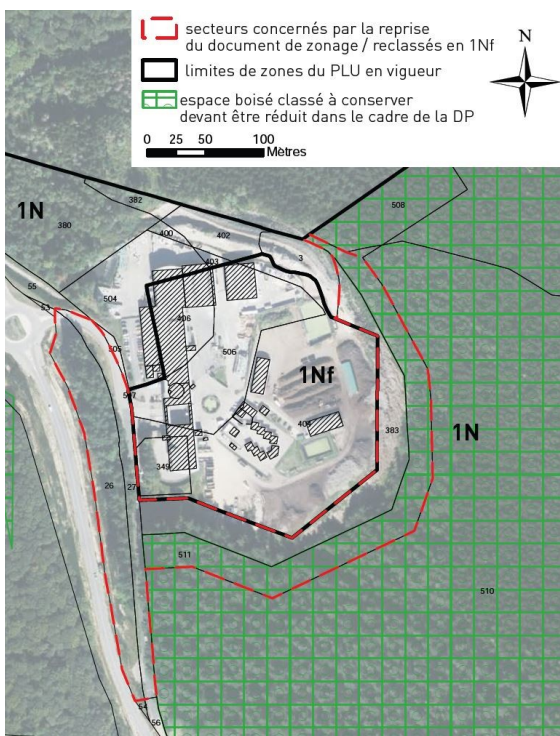 secteurs concernés par la reprise
du document de zonage / reclassés en 1Nf
limites de zones du PLU en vigueur
espace boisé classé à conserver
devant être réduit dans le cadre de la DP
N
0 25 50 100
Mètres
1N
382
380
400
402
508
3
403
55
53
504
406
505
506
1Nf
404
383
1N
349
26
27
511
510
54
56